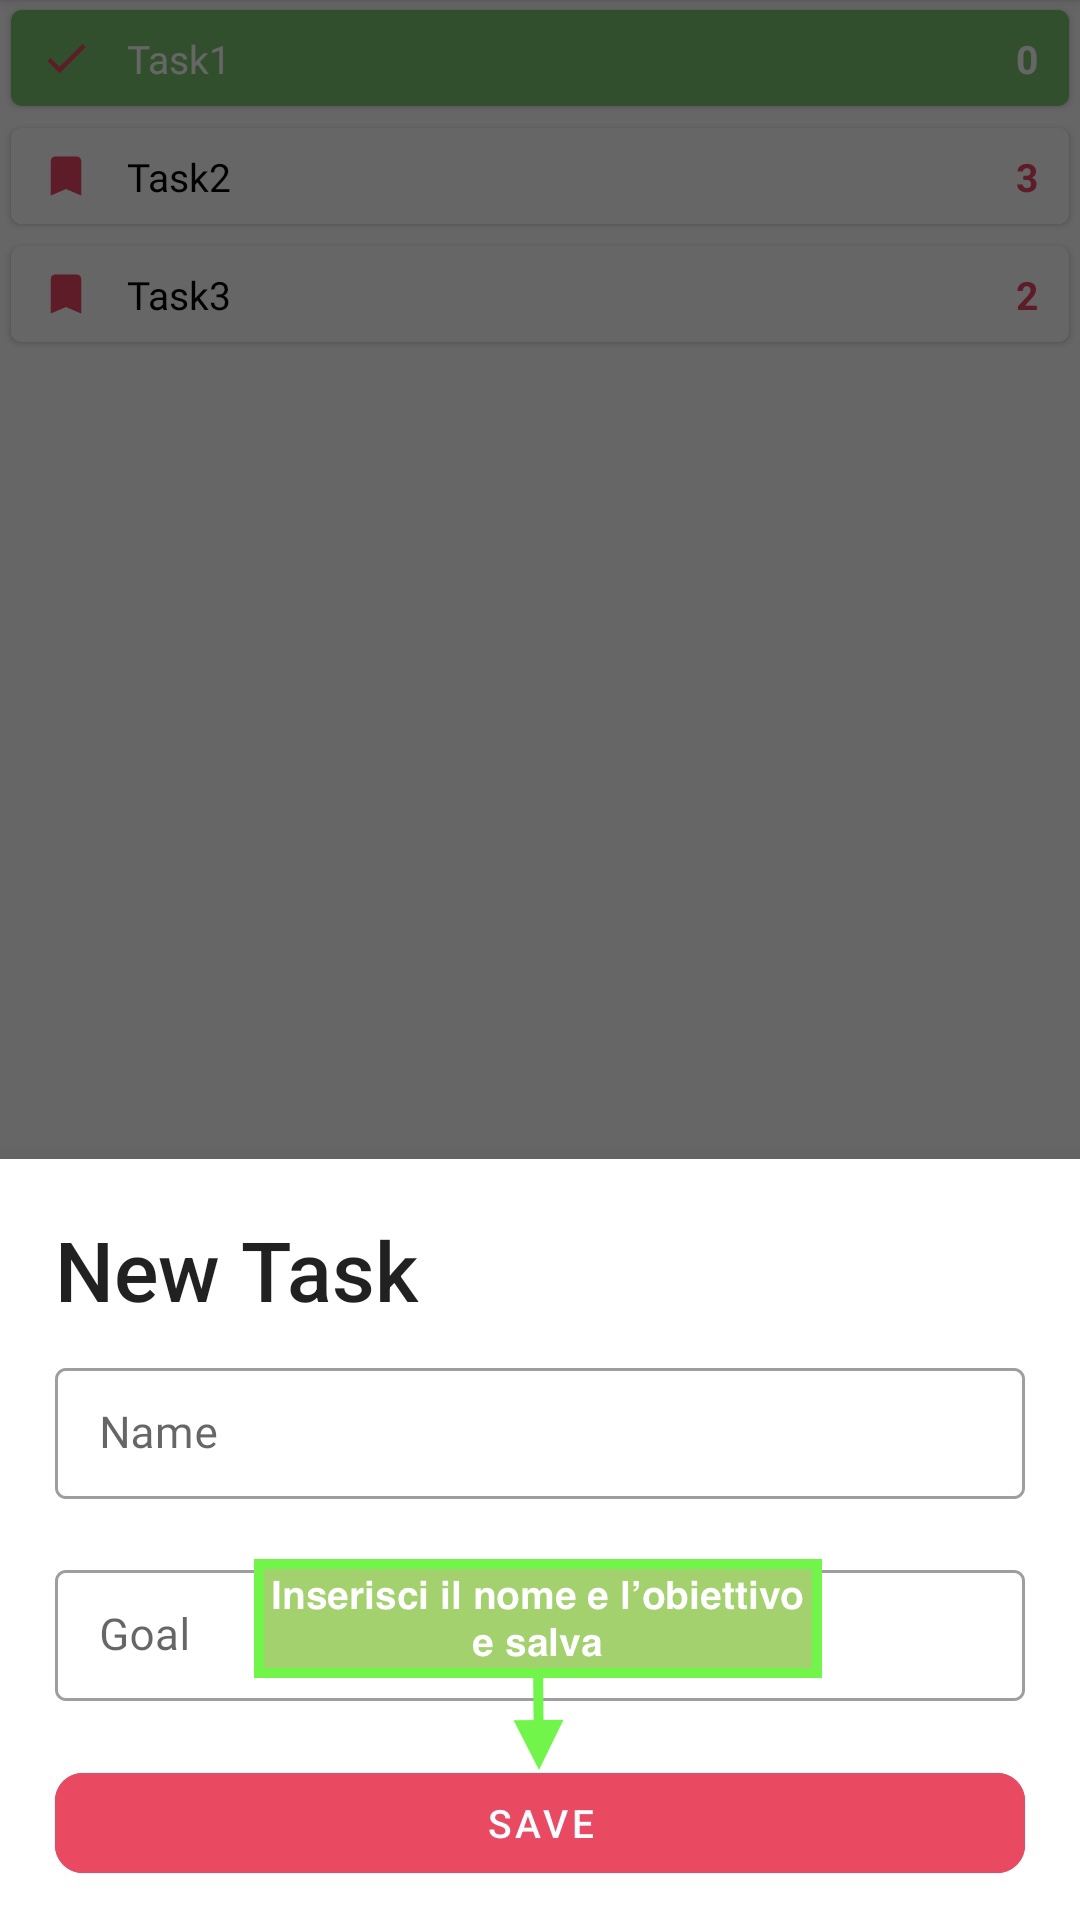 Task1 0
Task2 3
Task3 2
New Task
Name
Inserisci il nome e l’obiettivo
e salva
Goal
SAVE